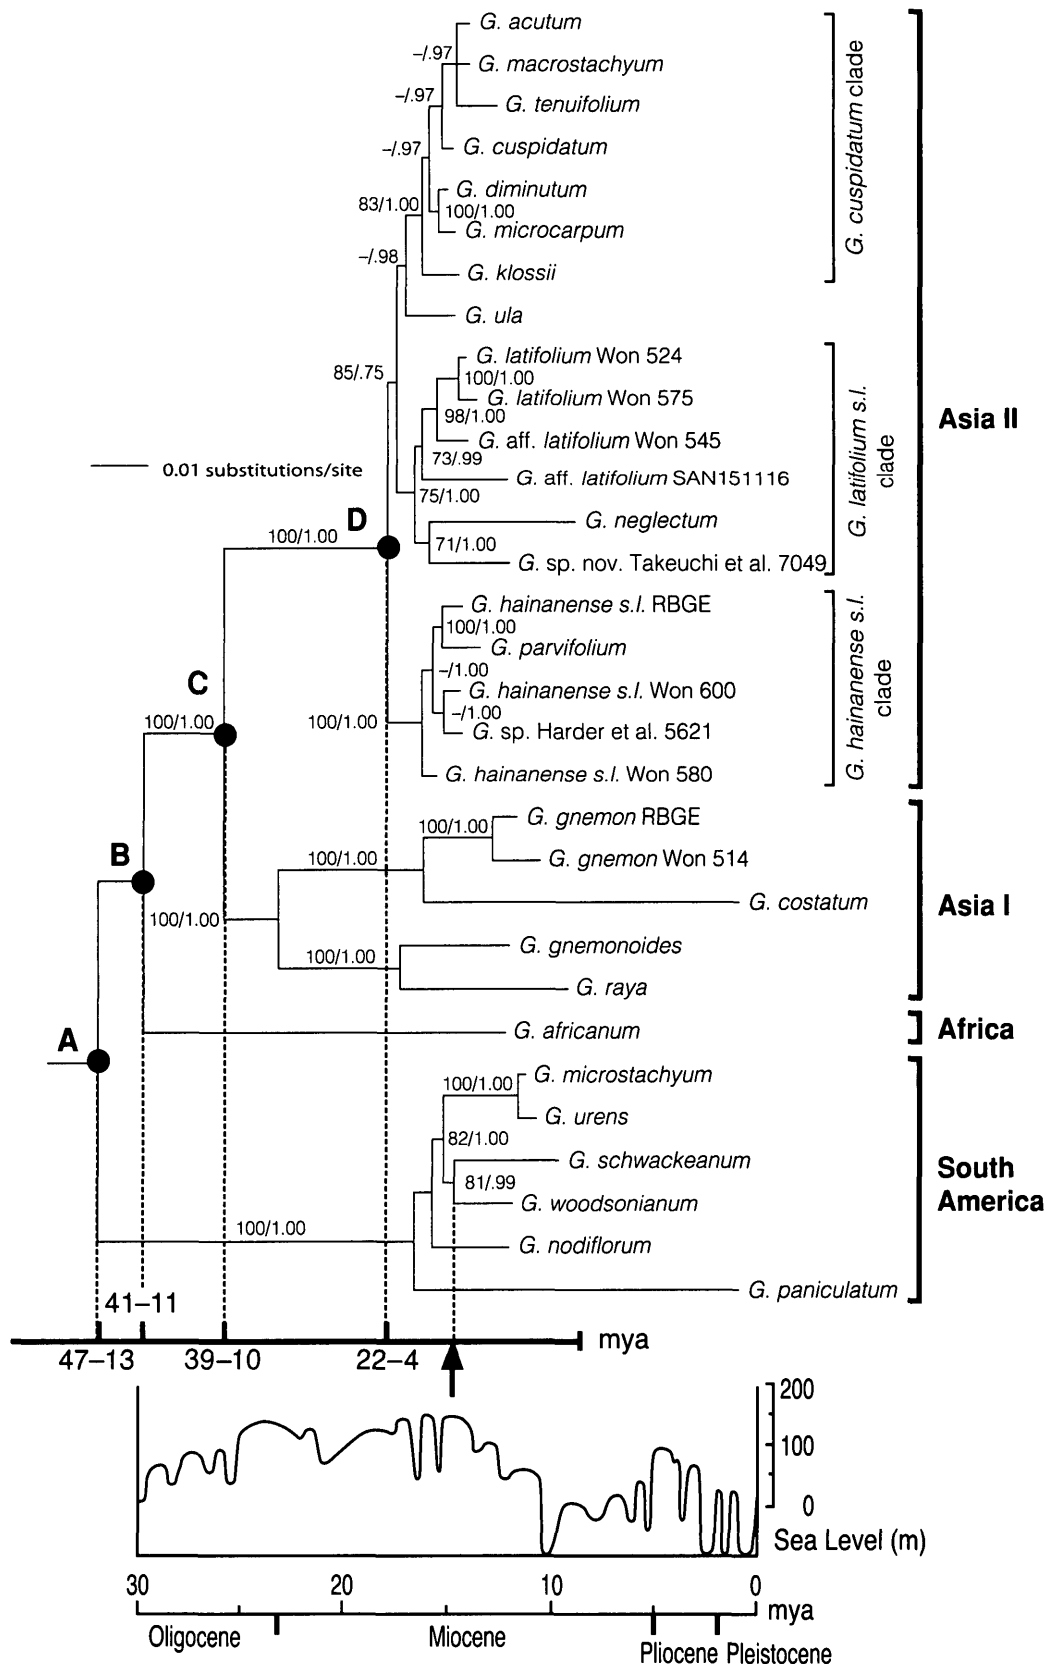 G. acutum
–/.97
G. macrostachyum
–/.97
G. tenuifolium
–/.97
G. cuspidatum
G. diminutum
83/1.00
100/1.00
G. microcarpum
–/.98
G. klossii
G. ula
G. cuspidatum clade
G. latifolium Won 524
85/.75
100/1.00
G. latifolium Won 575
98/1.00
G. aff. latifolium Won 545
73/.99
G. aff. latifolium SAN151116
75/1.00
G. neglectum
71/1.00
G. sp. nov. Takeuchi et al. 7049
G. latifolium s.l.
clade
Asia II
0.01 substitutions/site
D
100/1.00
G. hainanense s.l. RBGE
100/1.00
G. parvifolium
–/1.00
G. hainanense s.l. Won 600
–/1.00
100/1.00
G. sp. Harder et al. 5621
G. hainanense s.l. Won 580
G. hainanense s.l.
clade
C
100/1.00
G. gnemon RBGE
100/1.00
100/1.00
G. gnemon Won 514
B
G. costatum
Asia I
100/1.00
G. gnemonoides
100/1.00
G. raya
G. africanum
Africa
A
G. microstachyum
100/1.00
G. urens
82/1.00
G. schwackeanum
81/.99
G. woodsonianum
South
America
100/1.00
G. nodiflorum
G. paniculatum
41–11
mya
47–13
39–10
22–4
200
100
0
Sea Level (m)
30
20
10
0
mya
Oligocene
Miocene
Pliocene
Pleistocene